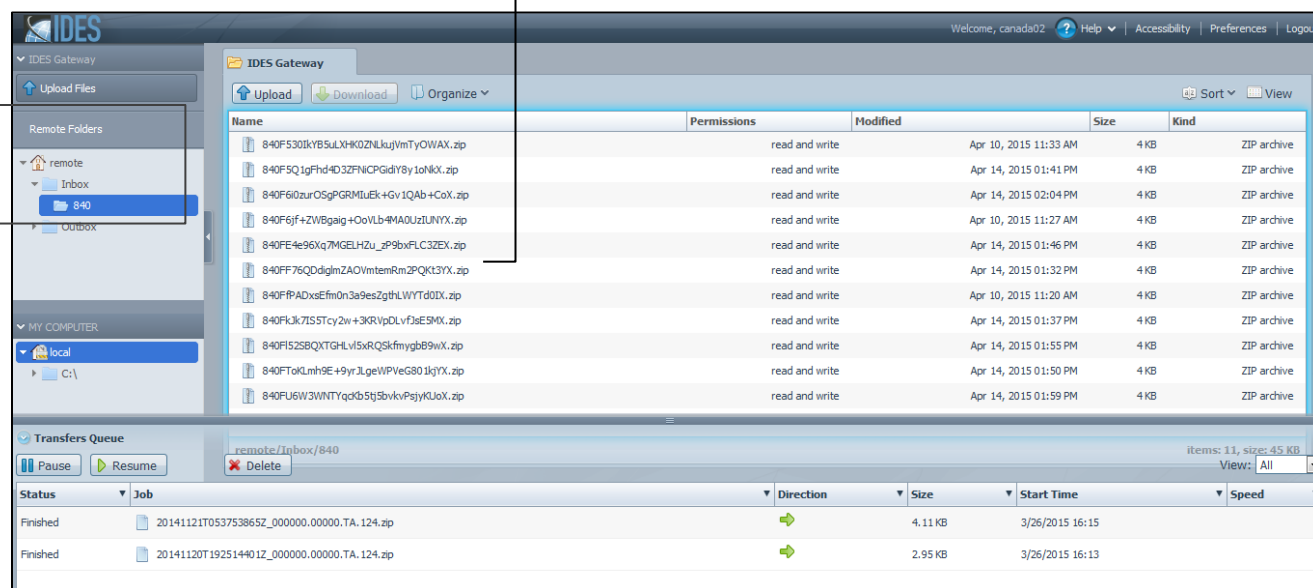 IDES
Welcome, canada02 Help Accessibility Preferences Logou
IDES Gateway
Upload Files
Remote Folders
remote
Inbox
840
Outbox
MY COMPUTER
local
C:\
IDES Gateway
Upload Download Organize Sort View
Name Permissions Modified Size Kind
840F530IkYB5uLXHK0ZNLkujVmTyOWAX.zip read and write Apr 10, 2015 11:33 AM 4 KB ZIP archive
840F5Q1gFhd4D3ZFNiCPGidiY8y1oNkX.zip read and write Apr 14, 2015 01:41 PM 4 KB ZIP archive
840F6i0zurOSgPGRMIuEk+Gv1QAb+CoX.zip read and write Apr 14, 2015 02:04 PM 4 KB ZIP archive
840F6jf+ZWBgaig+OoVLb4MA0UzIUNYX.zip read and write Apr 10, 2015 11:27 AM 4 KB ZIP archive
840FE4e96Xq7MGELHZu_zP9bxFLC3ZEX.zip read and write Apr 14, 2015 01:46 PM 4 KB ZIP archive
840FF76QDdiglmZAOVmtemRm2PQKt3YX.zip read and write Apr 14, 2015 01:32 PM 4 KB ZIP archive
840FfPADxsEfm0n3a9esZgthLWYTd0IX.zip read and write Apr 10, 2015 11:20 AM 4 KB ZIP archive
840FkJk7IS5Tcy2w+3KRVpDLvfJsE5MX.zip read and write Apr 14, 2015 01:37 PM 4 KB ZIP archive
840Fl52SBQXTGHLvl5xRQSkfmygbB9wX.zip read and write Apr 14, 2015 01:55 PM 4 KB ZIP archive
840FToKLmh9E+9yrJLgeWPVeG801kjYX.zip read and write Apr 14, 2015 01:50 PM 4 KB ZIP archive
840FU6W3WNTYqcKb5tj5bvkvPsjyKUoX.zip read and write Apr 14, 2015 01:59 PM 4 KB ZIP archive
Transfers Queue
remote/Inbox/840 items: 11, size: 45 KB
Pause Resume Delete View: All
Status Job Direction Size Start Time Speed
Finished 20141121T053753865Z_000000.00000.TA.124.zip 4.11 KB 3/26/2015 16:15
Finished 20141120T192514401Z_000000.00000.TA.124.zip 2.95 KB 3/26/2015 16:13